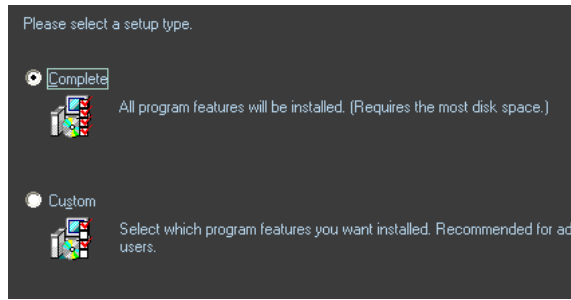 Please select a setup type.
Complete
All program features will be installed. (Requires the most disk space.)
Custom
Select which program features you want installed. Recommended for
users.